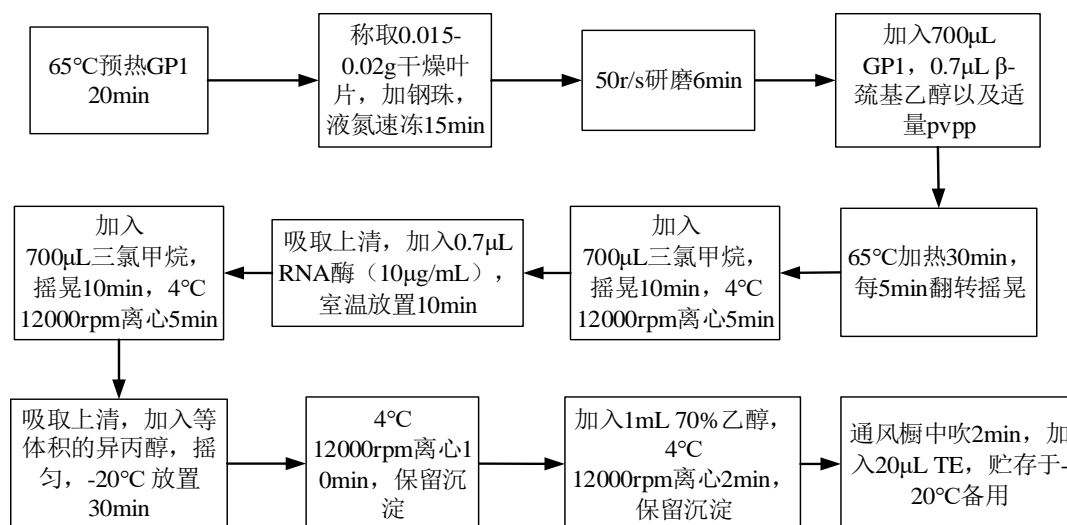 65°C预热GP1
20min
称取0.015-
0.02g干燥叶
片，加钢珠，
液氮速冻15min
50r/s研磨6min
加入700μL
GP1，0.7μL β-
巯基乙醇以及适
量pvpp
65°C加热30min，
每5min翻转摇晃
加入
700μL三氯甲烷，
摇晃10min，4°C
12000rpm离心5min
吸取上清，加入0.7μL
RNA酶（10μg/mL），
室温放置10min
加入
700μL三氯甲烷，
摇晃10min，4°C
12000rpm离心5min
吸取上清，加入等
体积的异丙醇，摇
匀，-20°C 放置
30min
4°C
12000rpm离心1
0min，保留沉
淀
加入1mL 70%乙醇，
4°C
12000rpm离心2min，
保留沉淀
通风橱中吹2min，加
入20μL TE，贮存于-
20°C备用